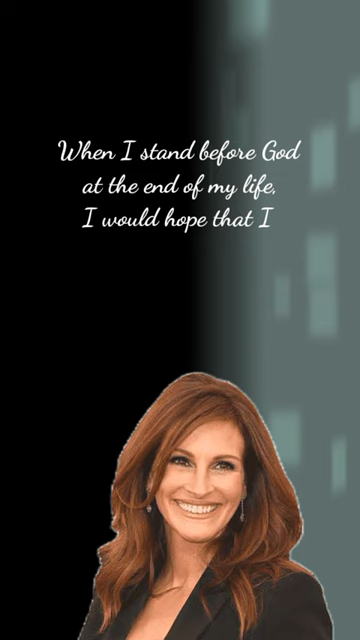 When I stand before God
at the end of my life,
I would hope that I